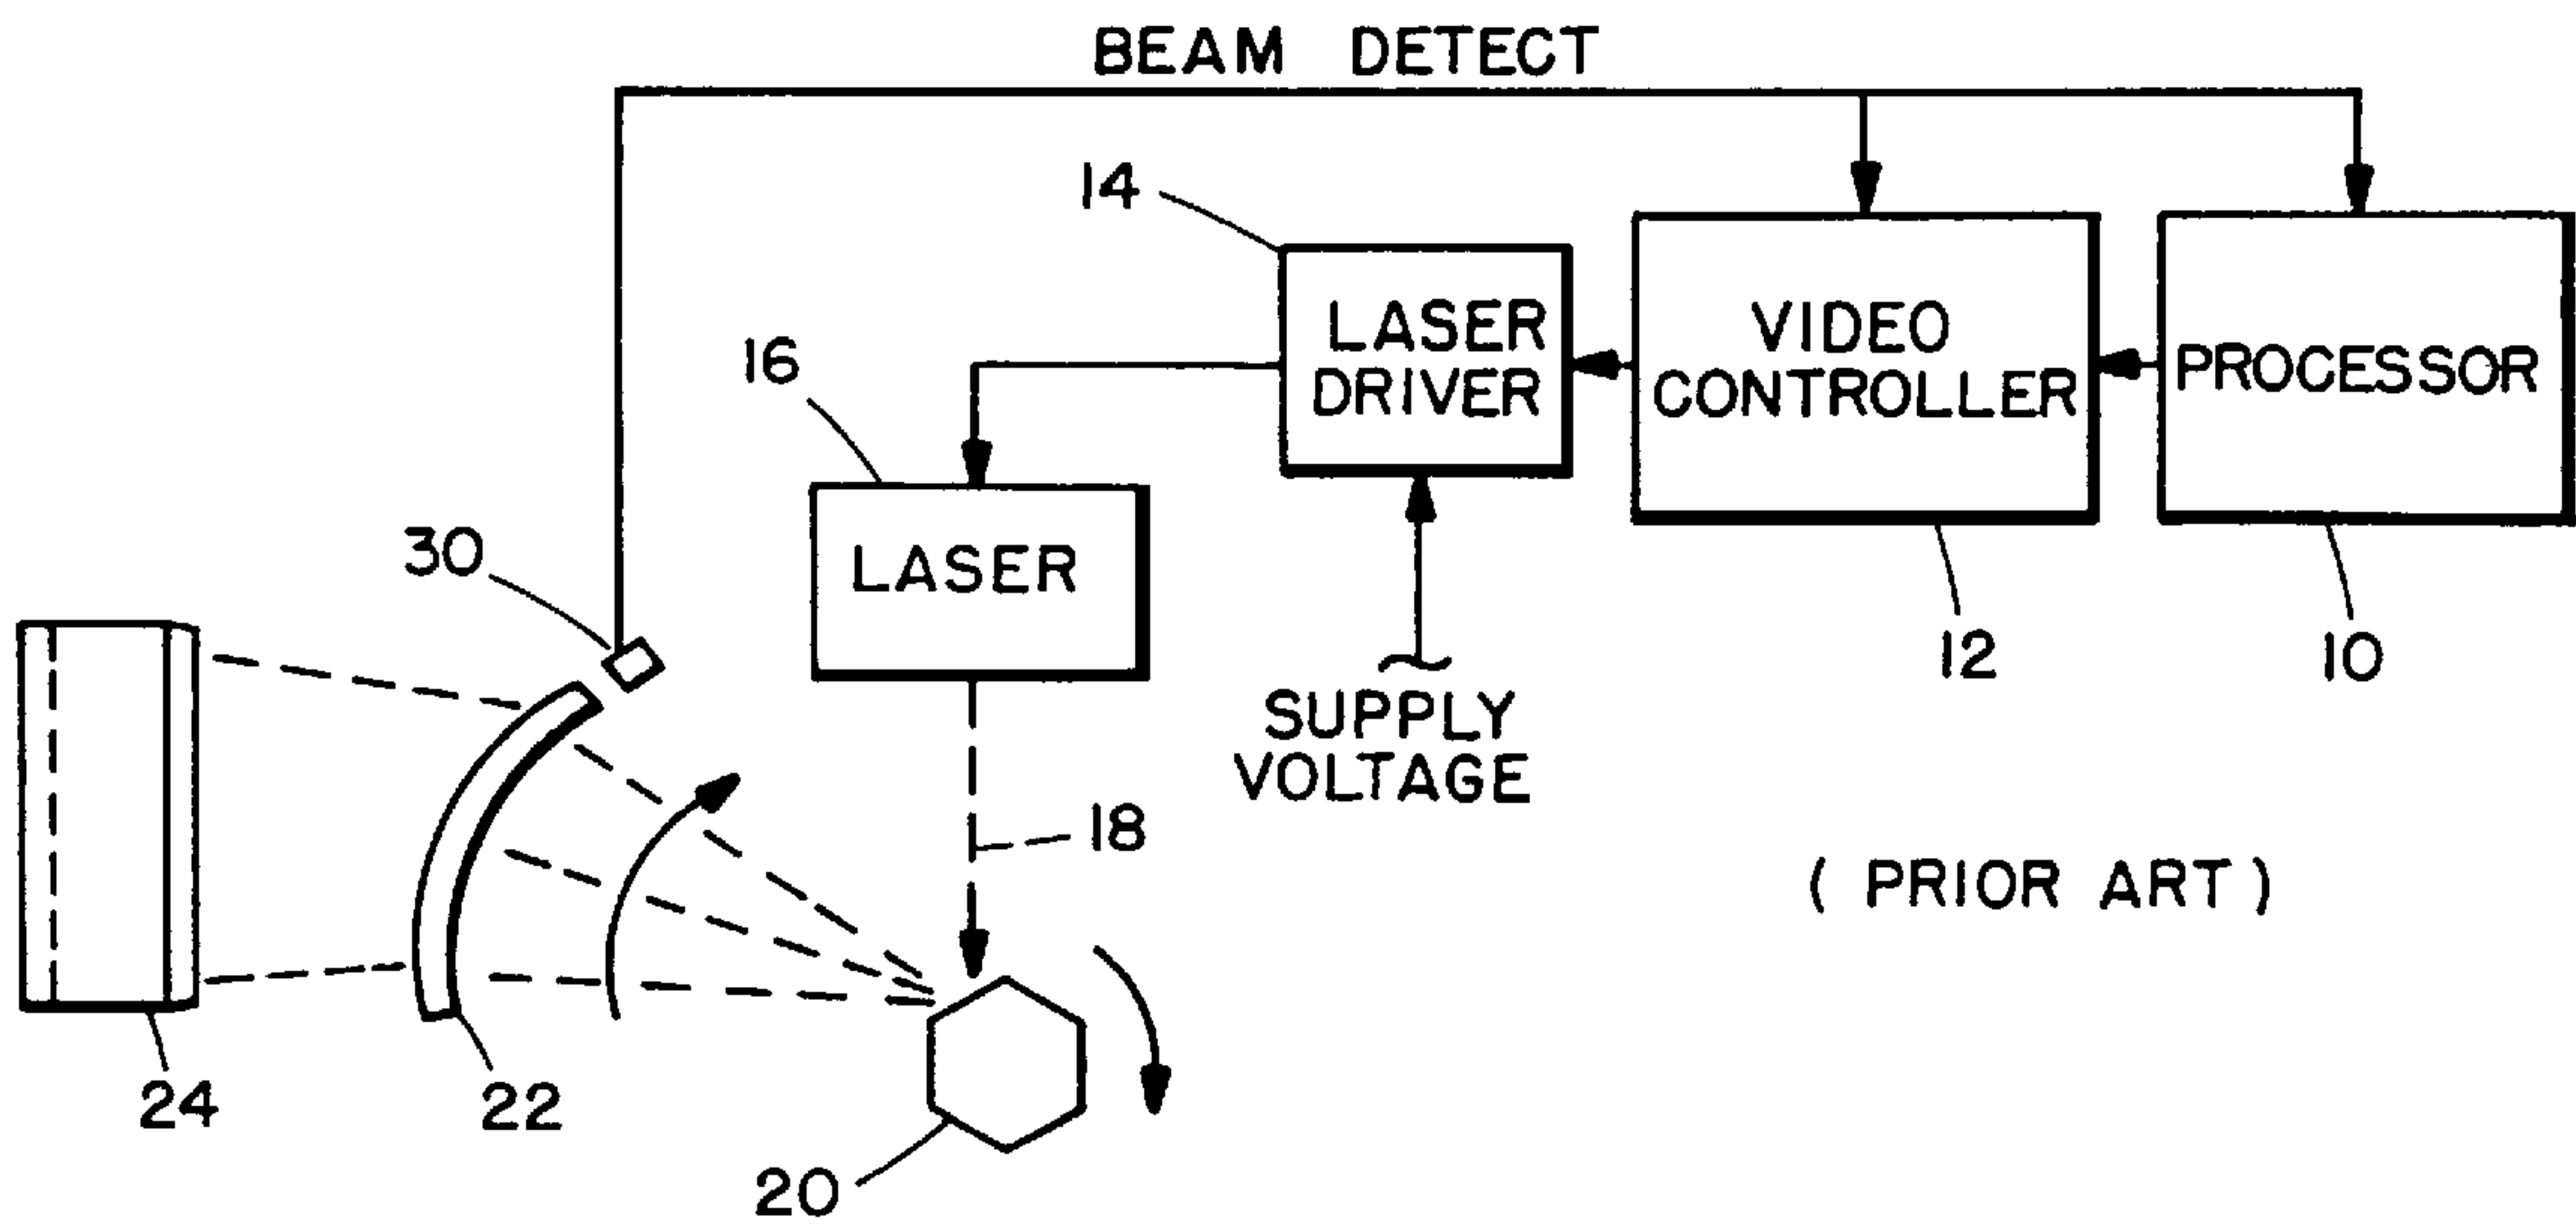 BEAM DETECT
14
LASER
DRIVER
VIDEO
CONTROLLER
PROCESSOR
16
LASER
30
12
10
SUPPLY
VOLTAGE
18
( PRIOR ART )
24
22
20